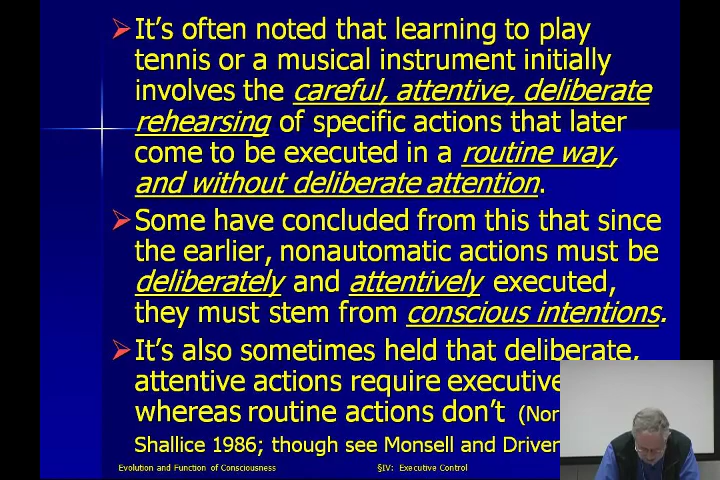 It's often noted that learning to play
tennis or a musical instrument initially
involves the careful, attentive, deliberate
rehearsing of specific actions that later
come to be executed in a routine way,
and without deliberate attention.
Some have concluded from this that since
the earlier, nonautomatic actions must be
deliberately and attentively executed,
they must stem from conscious intentions.
It's also sometimes held that deliberate,
attentive actions require executive
whereas routine actions don't
Shallice 1986; though see Monsell and Driver
Evolution and Function of Consciousness §IV: Executive Control